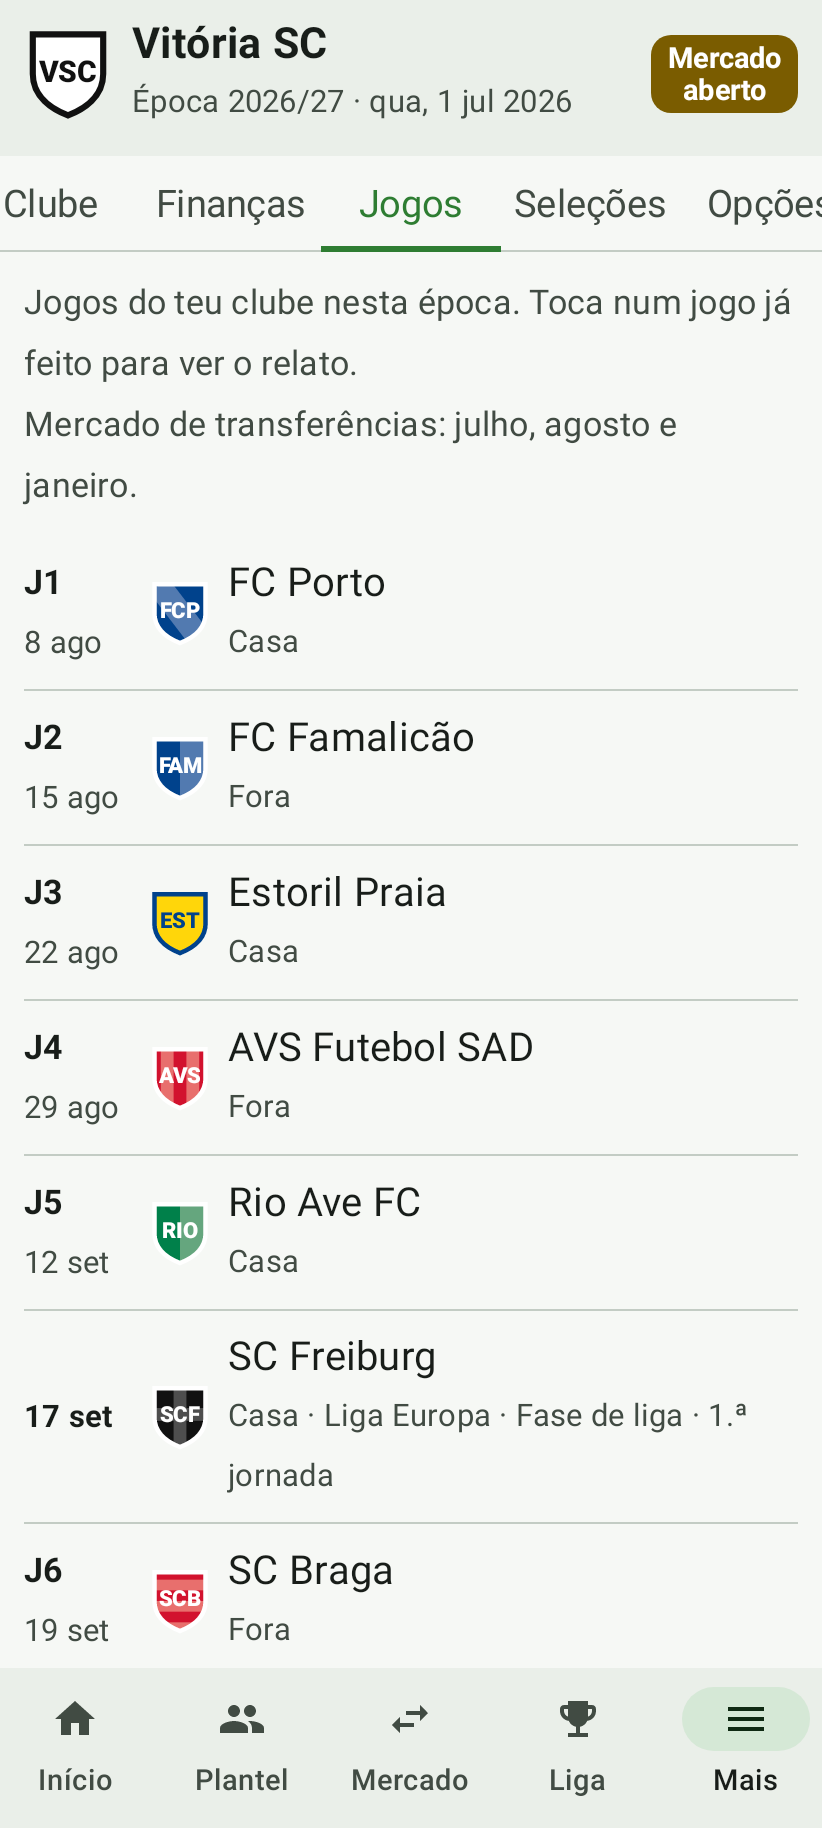 VSC
Vitória SC
Época 2026/27 · qua, 1 jul 2026
Mercado
aberto
Clube
Finanças
Jogos
Seleções
Opções
Jogos do teu clube nesta época. Toca num jogo já
feito para ver o relato.
Mercado de transferências: julho, agosto e
janeiro.
J1
8 ago
FCP
FC Porto
Casa
J2
15 ago
FAM
FC Famalicão
Fora
J3
22 ago
EST
Estoril Praia
Casa
J4
29 ago
AVS
AVS Futebol SAD
Fora
J5
12 set
RIO
Rio Ave FC
Casa
17 set
SCF
SC Freiburg
Casa · Liga Europa · Fase de liga · 1.ª
jornada
J6
19 set
SCB
SC Braga
Fora
Início
Plantel
Mercado
Liga
Mais